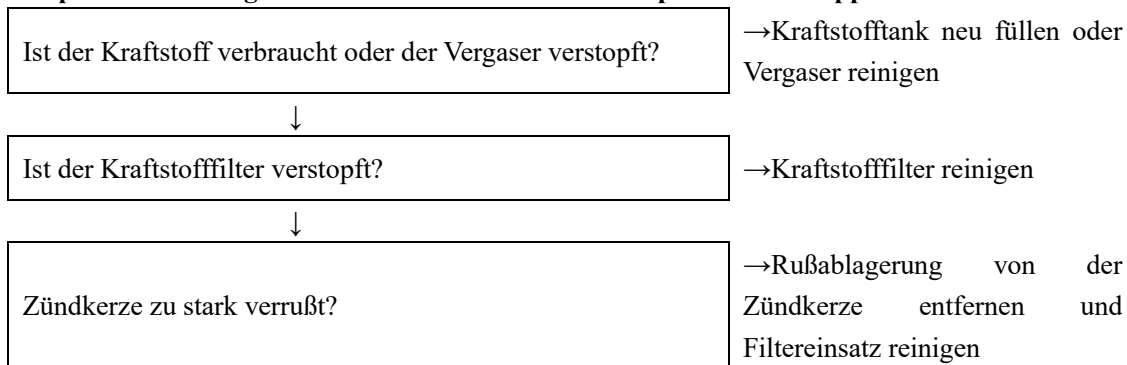 Ist der Kraftstoff verbraucht oder der Vergaser verstopft?
→Kraftstofftank neu füllen oder
Vergaser reinigen
↓
Ist der Kraftstofffilter verstopft?
→Kraftstofffilter reinigen
↓
Zündkerze zu stark verrußt?
→Rußablagerung von der
Zündkerze entfernen und
Filtereinsatz reinigen